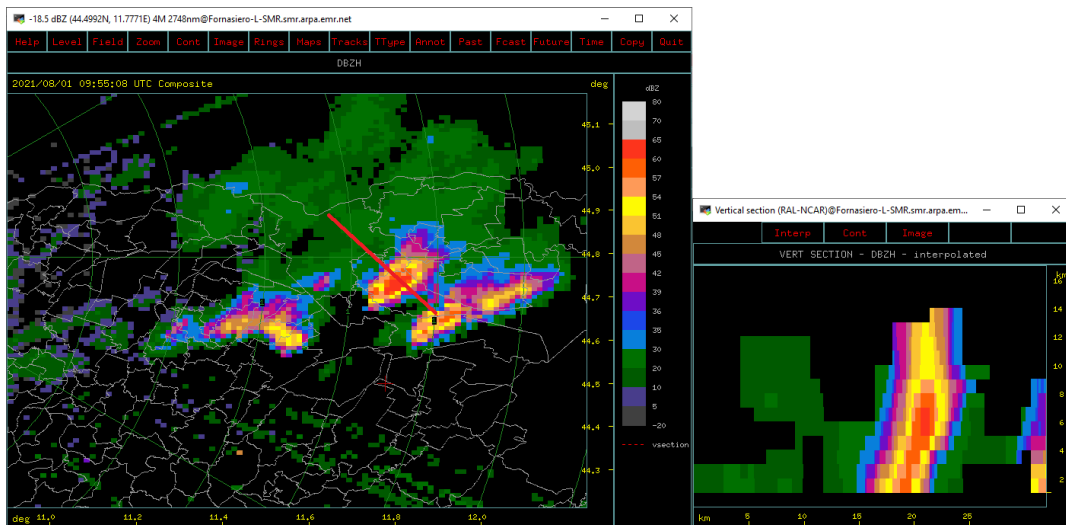 -18.5 dBZ (44.4992N, 11.7771E) 4M 2748nm@Fornasiero-L-SMR.smr.arpa.emr.net
Help Level Field Zoom Cont Image Rings Maps Tracks TType Annot Past Fcast Future Time Copy Quit
DBZH
2021/08/01 09:55:08 UTC Composite deg
45.1
45.0
44.9
44.8
44.7
44.6
44.5
44.4
44.3
deg 11.0 11.2 11.4 11.6 11.8 12.0
dBZ
80
70
65
60
57
54
51
48
45
42
39
36
35
30
20
10
5
-20
vsection
Vertical section (RAL-NCAR)@Fornasiero-L-SMR.smr.arpa.em...
Interp Cont Image
VERT SECTION - DBZH - interpolated
km
16
14
12
10
8
6
4
2
km 5 10 15 20 25